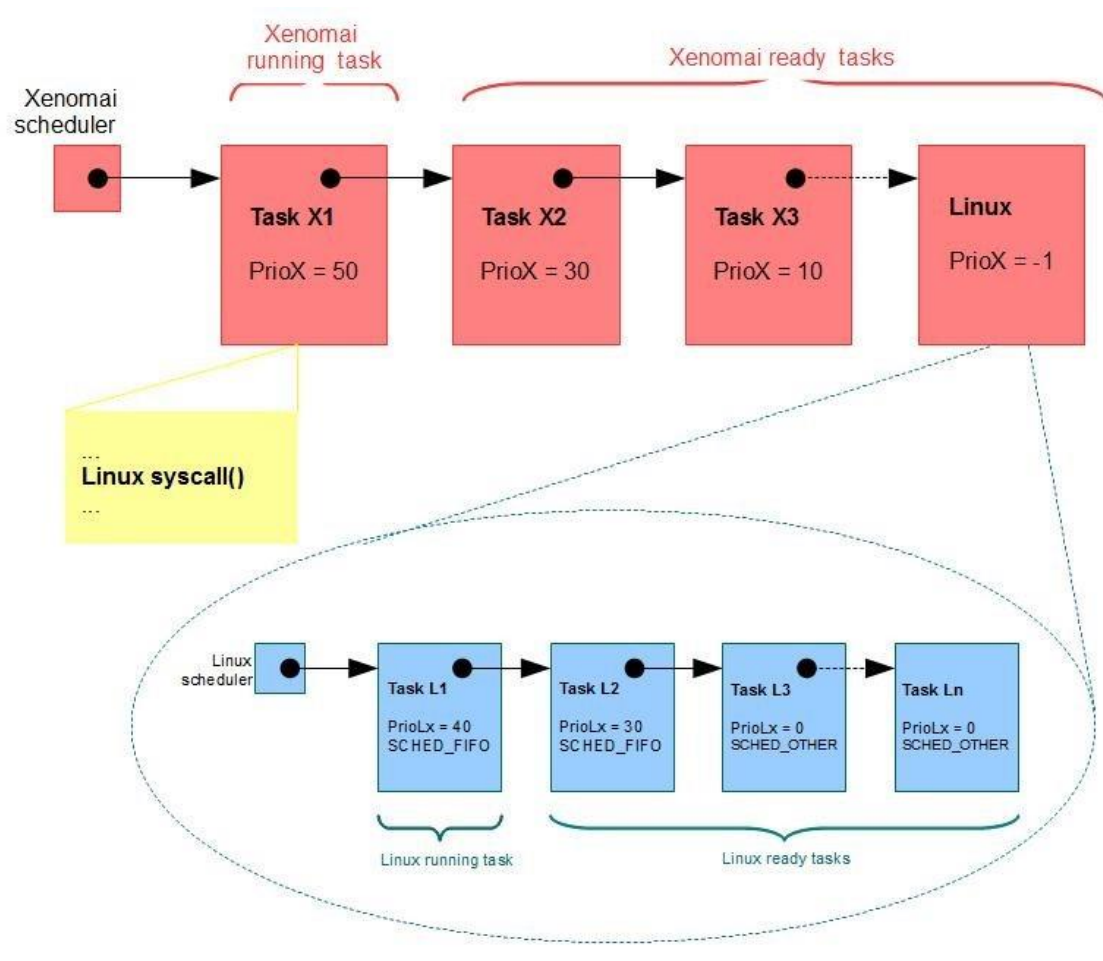 Xenomai
running task
Xenomai ready tasks
Xenomai
scheduler
Task X1
PrioX = 50
Task X2
PrioX = 30
Task X3
PrioX = 10
Linux
PrioX = -1
...
Linux syscall()
...
Linux
scheduler
Task L1
PrioLx = 40
SCHED_FIFO
Task L2
PrioLx = 30
SCHED_FIFO
Task L3
PrioLx = 0
SCHED_OTHER
Task Ln
PrioLx = 0
SCHED_OTHER
Linux running task
Linux ready tasks